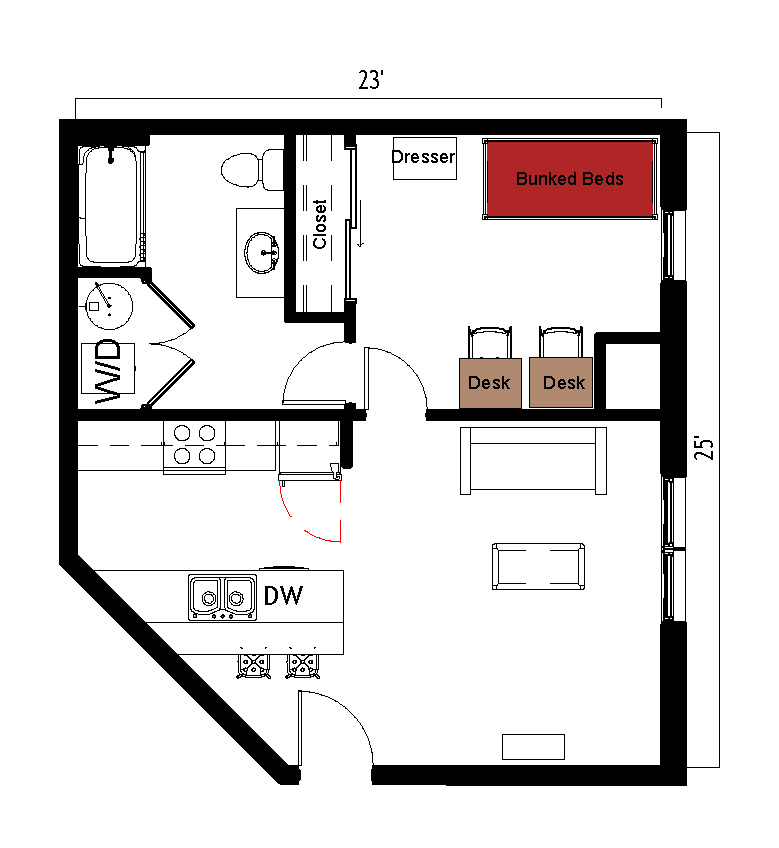 23'
Dresser
Bunked Beds
Closet
W/D
Desk
Desk
25'
DW